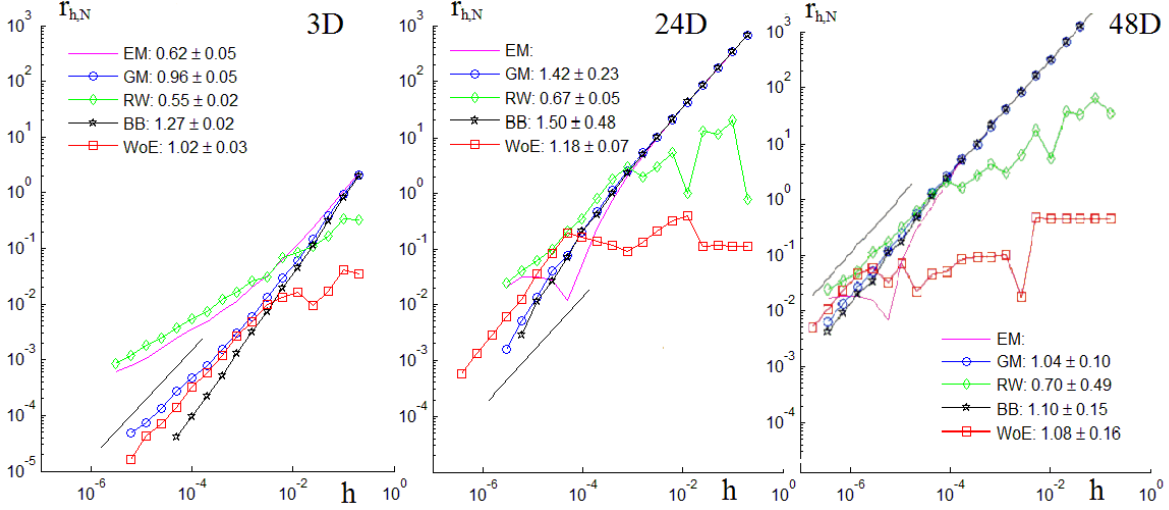 r_{h,N} 3D
EM: 0.62 ± 0.05
GM: 0.96 ± 0.05
RW: 0.55 ± 0.02
BB: 1.27 ± 0.02
WoE: 1.02 ± 0.03
10^3
10^2
10^1
10^0
10^-1
10^-2
10^-3
10^-4
10^-5
10^-6 10^-4 10^-2 10^0
h
r_{h,N} 24D
EM:
GM: 1.42 ± 0.23
RW: 0.67 ± 0.05
BB: 1.50 ± 0.48
WoE: 1.18 ± 0.07
10^3
10^2
10^1
10^0
10^-1
10^-2
10^-3
10^-4
10^-6 10^-4 10^-2 10^0
h
r_{h,N} 48D
10^3
10^2
10^1
10^0
10^-1
10^-2
10^-3
10^-4
EM:
GM: 1.04 ± 0.10
RW: 0.70 ± 0.49
BB: 1.10 ± 0.15
WoE: 1.08 ± 0.16
10^-6 10^-4 10^-2 10^0
h